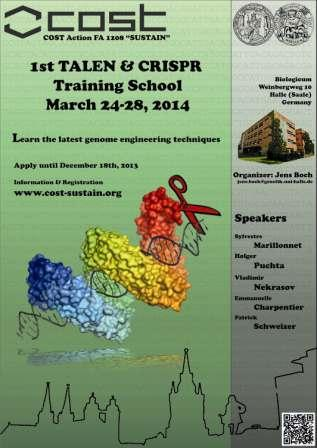 cost
COST Action FA 1208 "SUSTAIN"
1st TALEN & CRISPR
Training School
March 24-28, 2014
Learn the latest genome engineering techniques
Apply until December 18th, 2013
Information & Registration
www.cost-sustain.org
Biologicum
Weinbergweg 10
Halle (Saale)
Germany
Organizer: Jens Boch
jens.boch@genetik.uni-halle.de
Speakers
Sylvestre
Marillonnet
Holger
Puchta
Vladimir
Nekrasov
Emmanuelle
Charpentier
Patrick
Schweizer